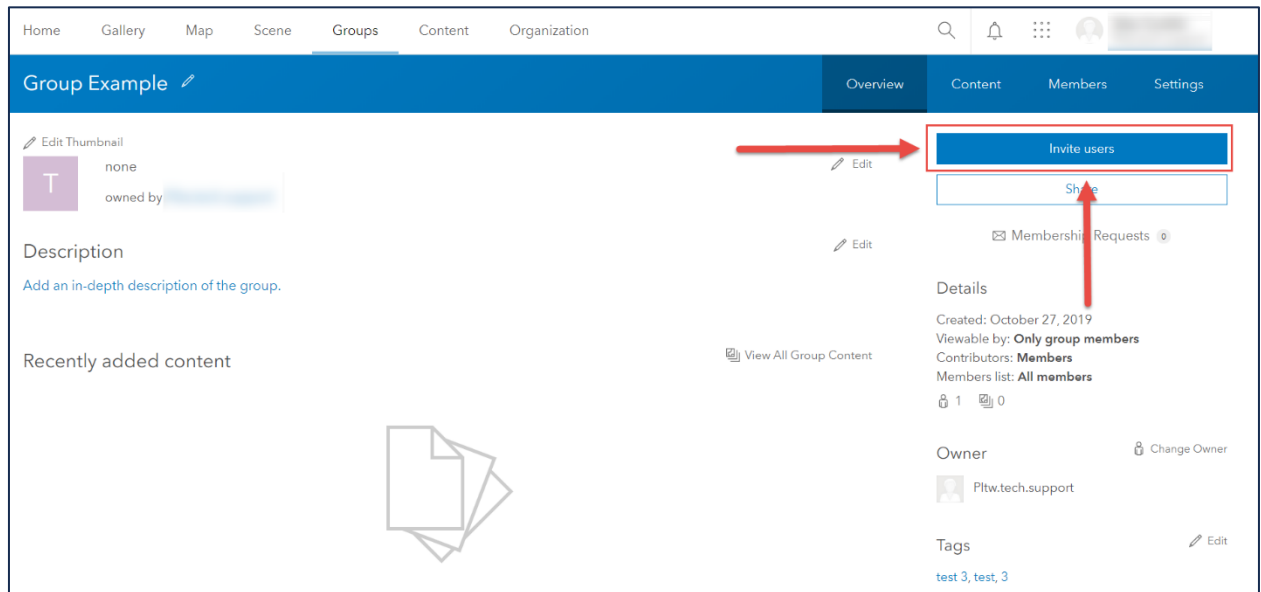 Home Gallery Map Scene Groups Content Organization
Group Example Overview Content Members Settings
Edit Thumbnail
T
none
owned by
Edit
Invite users
Share
Membership Requests 0
Description
Edit
Add an in-depth description of the group.
Details
Created: October 27, 2019
Viewable by: Only group members
Contributors: Members
Members list: All members
1 0
Recently added content
View All Group Content
Owner
Change Owner
Pltw.tech.support
Tags
Edit
test 3, test, 3